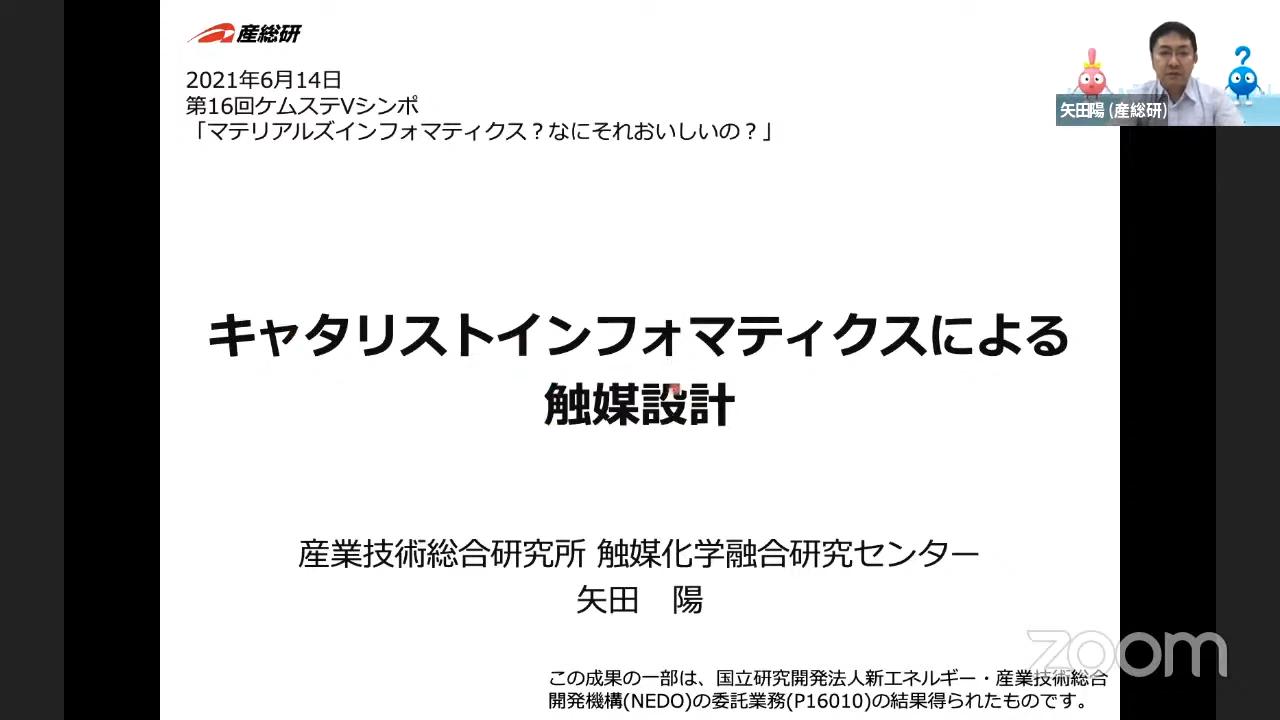 産総研
2021年6月14日
第16回ケムステVシンポ
「マテリアルズインフォマティクス？なにそれおいしいの？」
矢田陽 (産総研)
キャタリストインフォマティクスによる
触媒設計
産業技術総合研究所 触媒化学融合研究センター
矢田　陽
zoom
この成果の一部は、国立研究開発法人新エネルギー・産業技術総合
開発機構(NEDO)の委託業務(P16010)の結果得られたものです。